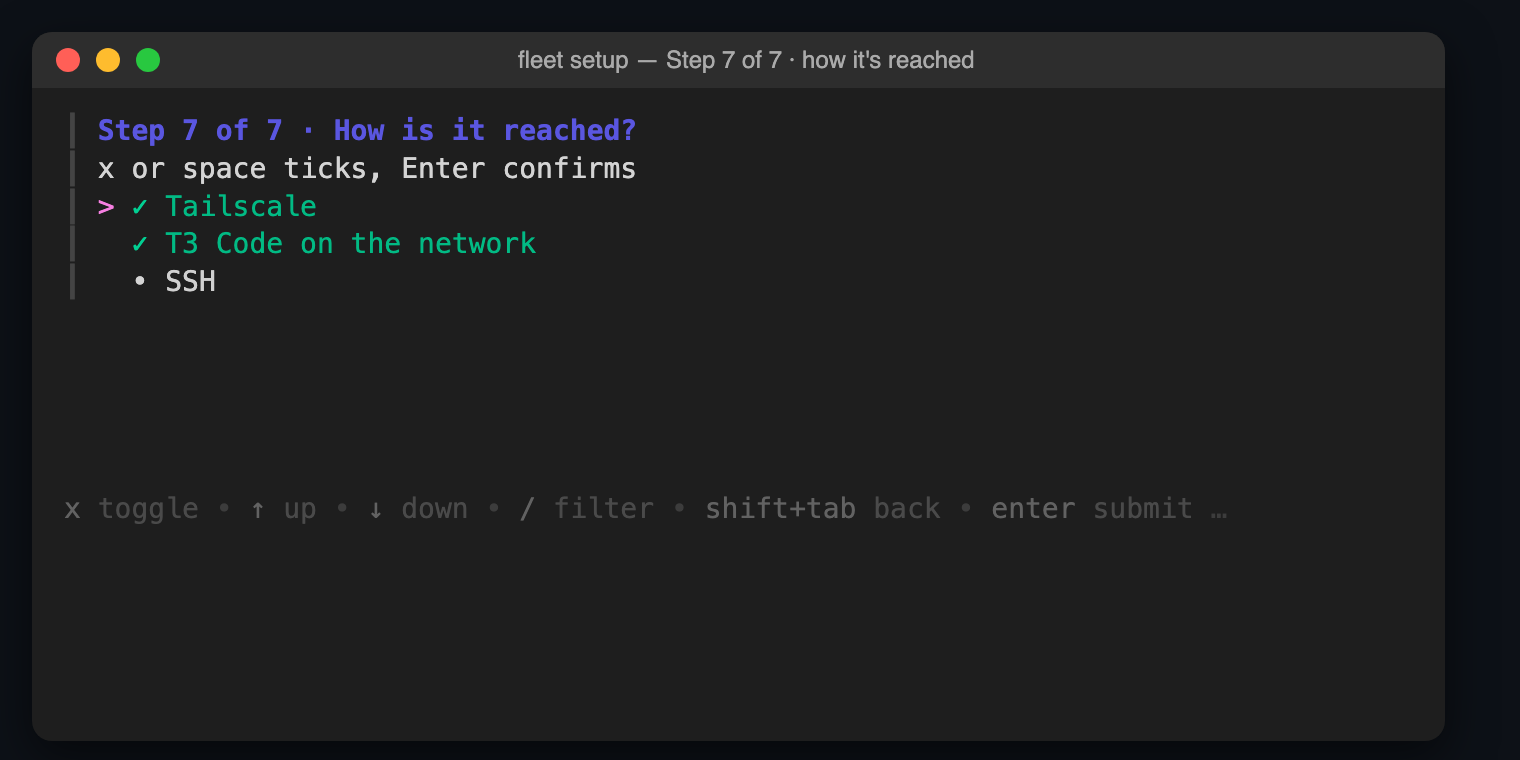 fleet setup — Step 7 of 7 · how it's reached
Step 7 of 7 · How is it reached?
x or space ticks, Enter confirms
> ✓ Tailscale
✓ T3 Code on the network
• SSH
x toggle • ↑ up • ↓ down • / filter • shift+tab back • enter submit …